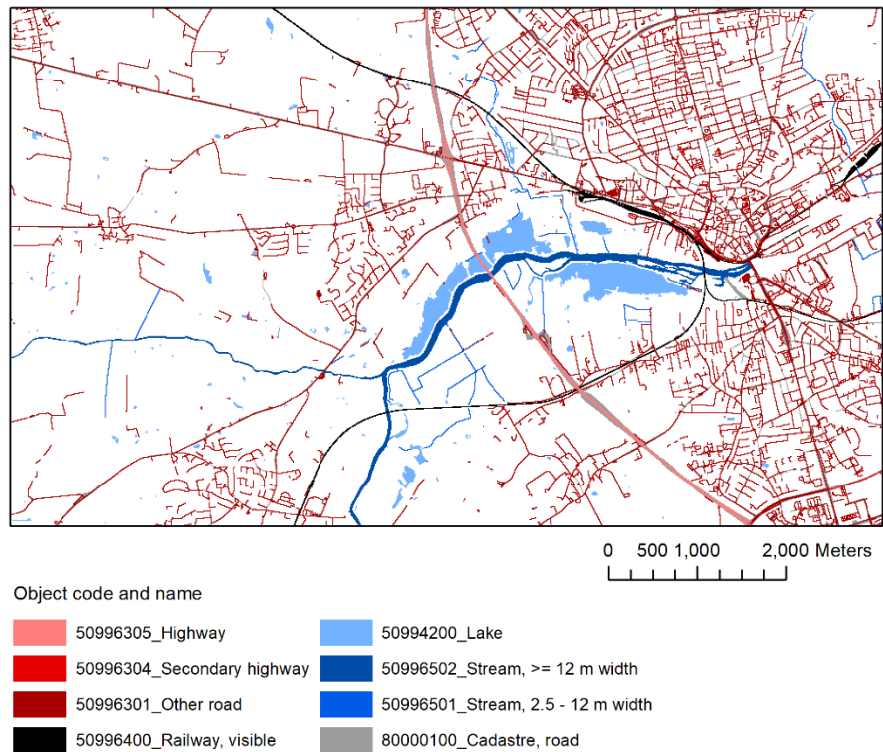 0 500 1,000 2,000 Meters
Object code and name
50996305_Highway 50994200_Lake
50996304_Secondary highway 50996502_Stream, >= 12 m width
50996301_Other road 50996501_Stream, 2.5 - 12 m width
50996400_Railway, visible 80000100_Cadastre, road